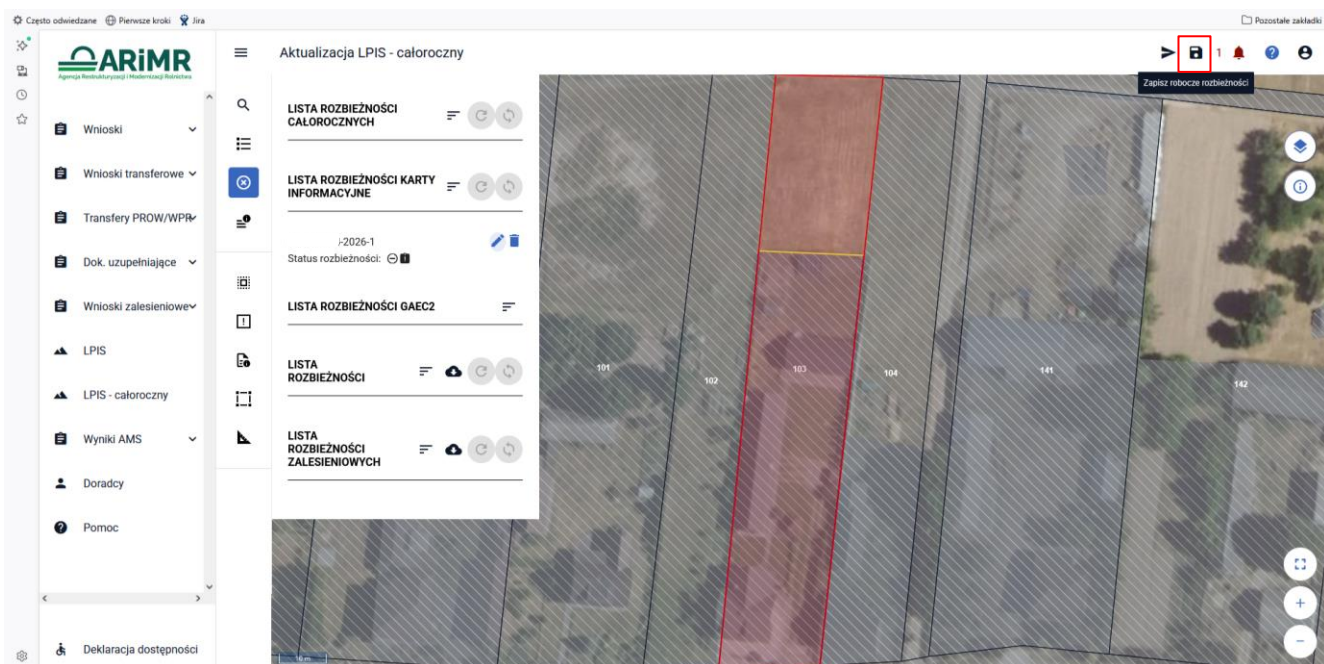 Często odwiedzane Pierwsze kroki Jira Pozostałe zakładki
ARiMR
Agencja Restrukturyzacji i Modernizacji Rolnictwa
Aktualizacja LPIS - całoroczny
1
Zapisz robocze rozbieżności
Wnioski
Wnioski transferowe
Transfery PROW/WPR
Dok. uzupełniające
Wnioski zalesieniowe
LPIS
LPIS - całoroczny
Wyniki AMS
Doradcy
Pomoc
Deklaracja dostępności
LISTA ROZBIEŻNOŚCI
CAŁOROCZNYCH
LISTA ROZBIEŻNOŚCI KARTY
INFORMACYJNE
-2026-1
Status rozbieżności:
LISTA ROZBIEŻNOŚCI GAEC2
LISTA
ROZBIEŻNOŚCI
LISTA
ROZBIEŻNOŚCI
ZALESIENIOWYCH
101
102
103
104
141
142
10 m